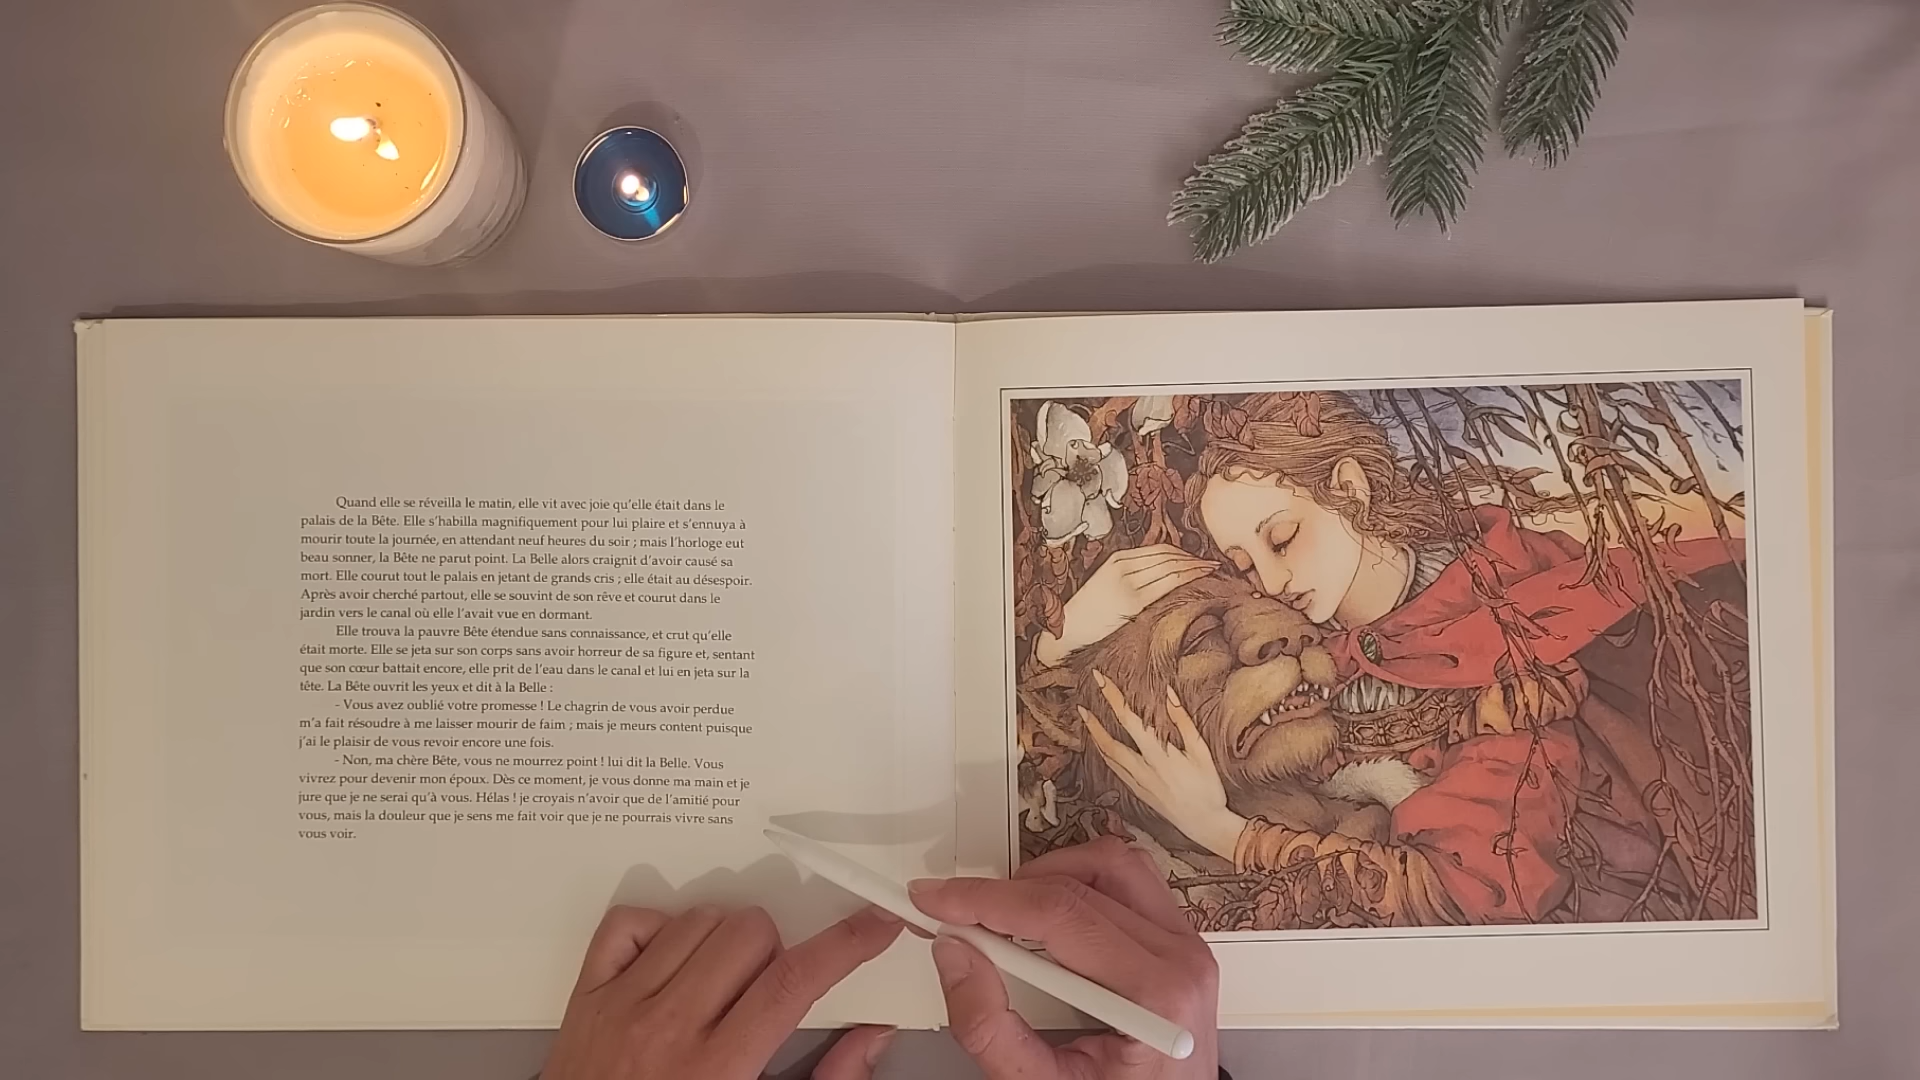 Quand elle se réveilla le matin, elle vit avec joie qu'elle était dans le
palais de la Bête. Elle s'habilla magnifiquement pour lui plaire et s'ennuya à
mourir toute la journée, en attendant neuf heures du soir ; mais l'horloge eut
beau sonner, la Bête ne parut point. La Belle alors craignit d'avoir causé sa
mort. Elle courut tout le palais en jetant de grands cris ; elle était au désespoir.
Après avoir cherché partout, elle se souvint de son rêve et courut dans le
jardin vers le canal où elle l'avait vue en dormant.
Elle trouva la pauvre Bête étendue sans connaissance, et crut qu'elle
était morte. Elle se jeta sur son corps sans avoir horreur de sa figure et, sentant
que son cœur battait encore, elle prit de l'eau dans le canal et lui en jeta sur la
tête. La Bête ouvrit les yeux et dit à la Belle :
- Vous avez oublié votre promesse ! Le chagrin de vous avoir perdue
m'a fait résoudre à me laisser mourir de faim ; mais je meurs content puisque
j'ai le plaisir de vous revoir encore une fois.
- Non, ma chère Bête, vous ne mourrez point ! lui dit la Belle. Vous
vivrez pour devenir mon époux. Dès ce moment, je vous donne ma main et je
jure que je ne serai qu'à vous. Hélas ! je croyais n'avoir que de l'amitié pour
vous, mais la douleur que je sens me fait voir que je ne pourrais vivre sans
vous voir.